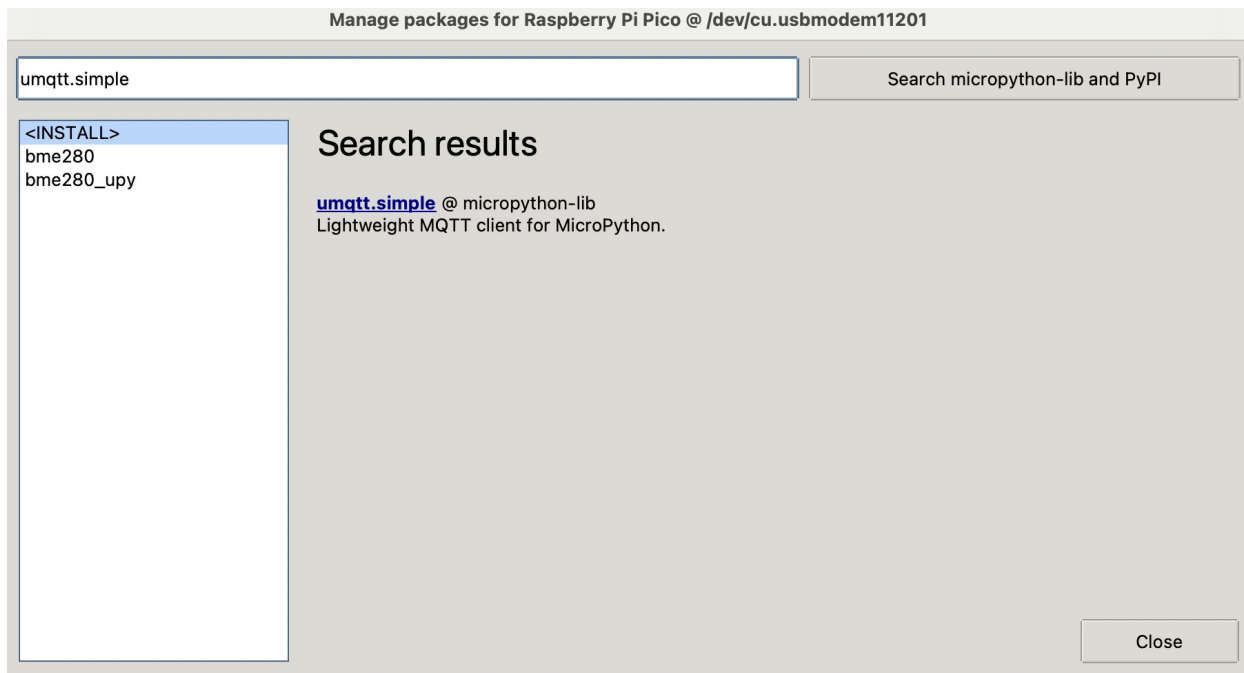 Manage packages for Raspberry Pi Pico @ /dev/cu.usbmodem11201
umqtt.simple
Search micropython-lib and PyPI
<INSTALL>
bme280
bme280_upy
Search results
umqtt.simple @ micropython-lib
Lightweight MQTT client for MicroPython.
Close